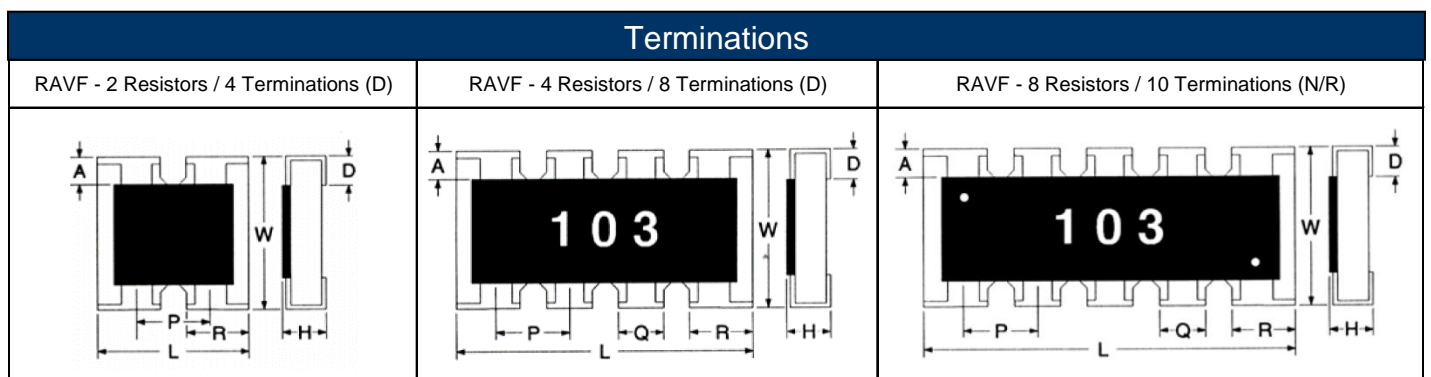 Terminations
RAVF - 2 Resistors / 4 Terminations (D)
RAVF - 4 Resistors / 8 Terminations (D)
RAVF - 8 Resistors / 10 Terminations (N/R)
A
D
W
P
R
H
L
A
D
103
W
P
Q
R
H
L
A
D
103
W
P
Q
R
H
L